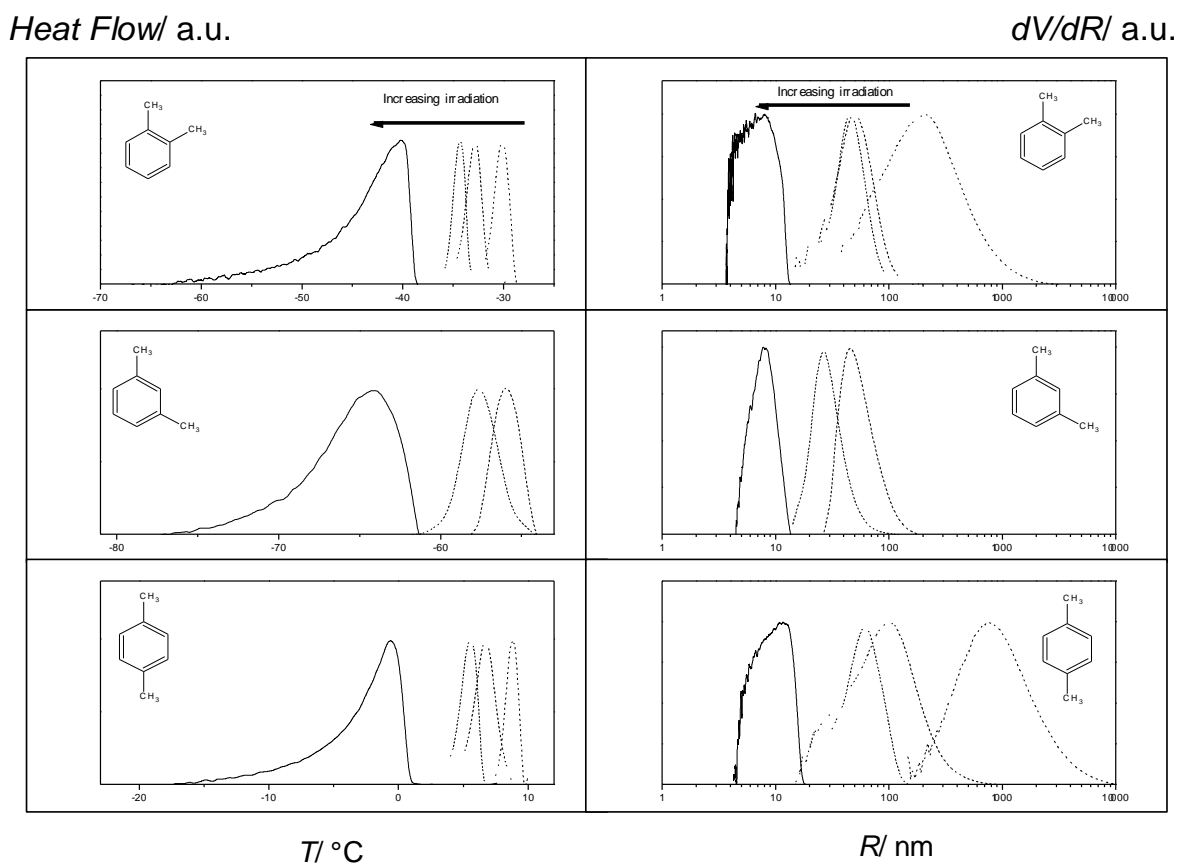 Heat Flow/ a.u.
dV/dR/ a.u.
CH3
CH3
Increasing irradiation
Increasing irradiation
CH3
CH3
-70 -60 -50 -40 -30
1 10 100 1000 10000
CH3
CH3
CH3
CH3
-80 -70 -60
1 10 100 1000 10000
CH3
CH3
CH3
CH3
-20 -10 0 10
1 10 100 1000 10000
T/ °C
R/ nm